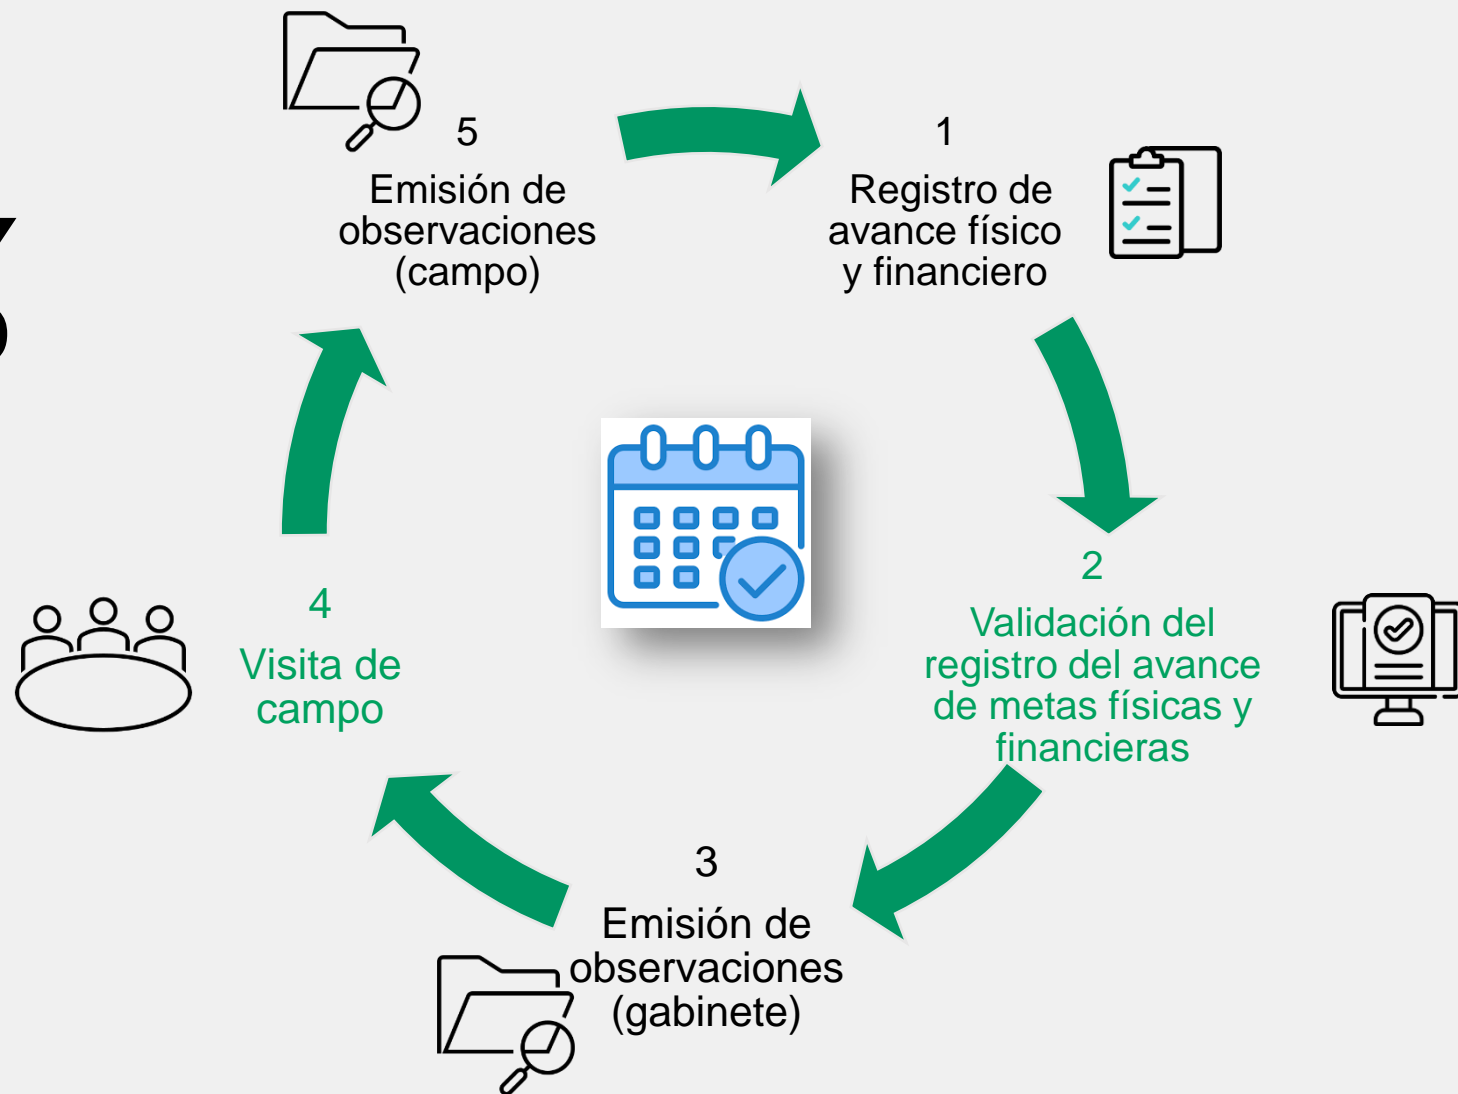 5
Emisión de
observaciones
(campo)
1
Registro de
avance físico
y financiero
2
Validación del
registro del avance
de metas físicas y
financieras
3
Emisión de
observaciones
(gabinete)
4
Visita de
campo